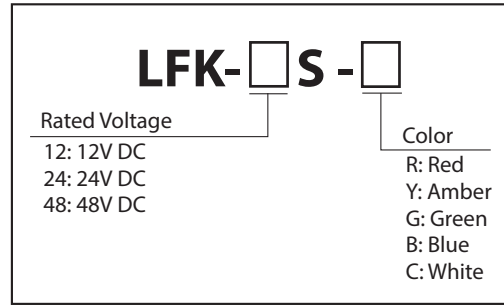 LFK-□S-□
Rated Voltage
12: 12V DC
24: 24V DC
48: 48V DC
Color
R: Red
Y: Amber
G: Green
B: Blue
C: White